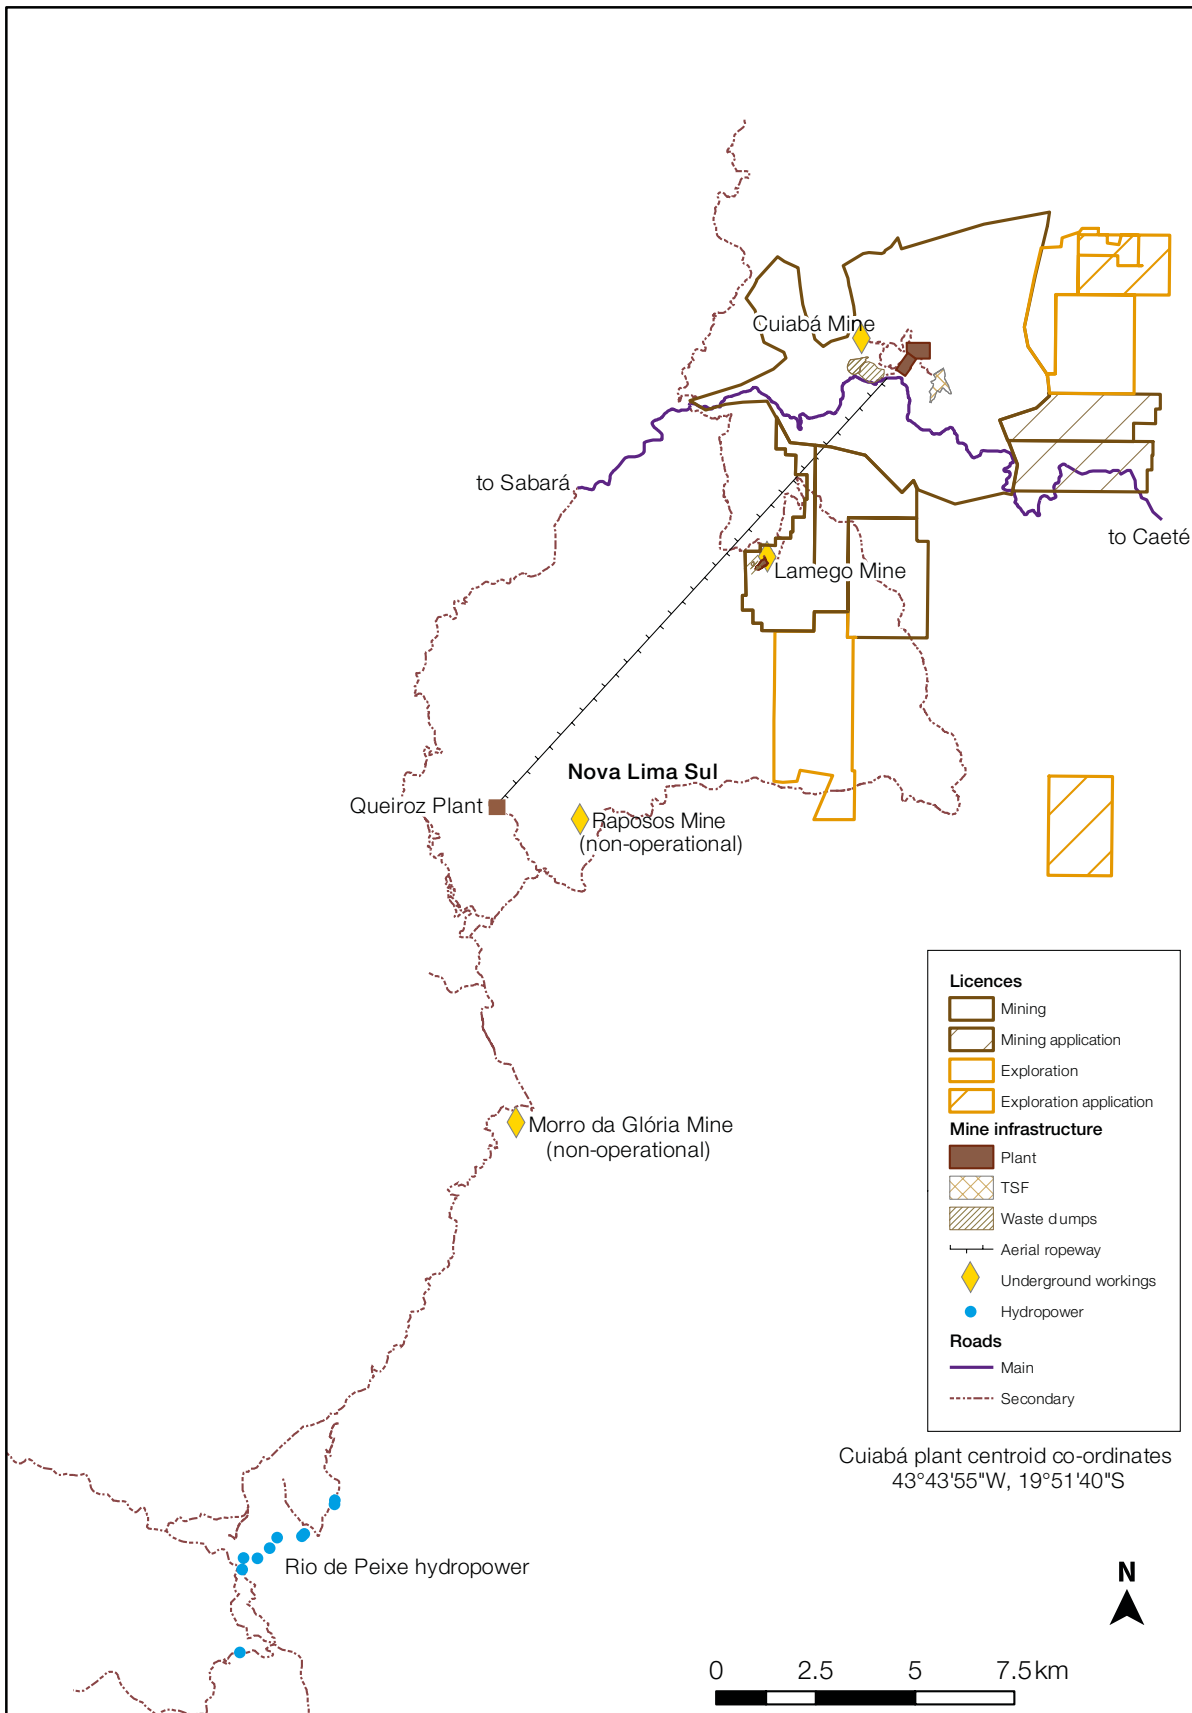 Cuiabá Mine
to Sabará
to Caeté
Lamego Mine
Nova Lima Sul
Queiroz Plant
Raposos Mine
(non-operational)
Morro da Glória Mine
(non-operational)
Licences
Mining
Mining application
Exploration
Exploration application
Mine infrastructure
Plant
TSF
Waste dumps
Aerial ropeway
Underground workings
Hydropower
Roads
Main
Secondary
Cuiabá plant centroid co-ordinates
43°43'55"W, 19°51'40"S
Rio de Peixe hydropower
N
0 2.5 5 7.5km